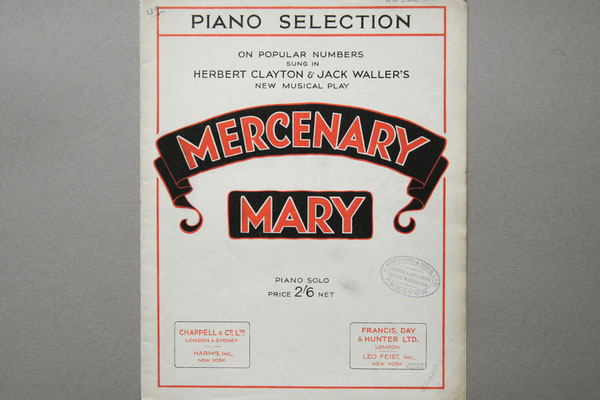 PIANO SELECTION
ON POPULAR NUMBERS
SUNG IN
HERBERT CLAYTON & JACK WALLER'S
NEW MUSICAL PLAY
MERCENARY
MARY
PIANO SOLO
PRICE 2/6 NET
PRESTON
CHAPPELL & CO. LTD
LONDON & SYDNEY
HARMS, INC.
NEW YORK
FRANCIS, DAY
& HUNTER LTD.
LONDON
LEO FEIST, INC.
NEW YORK